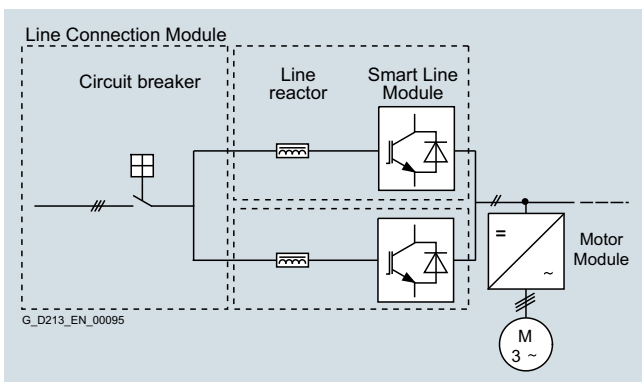 Line Connection Module
Circuit breaker
Line
reactor
Smart Line
Module
=
~
Motor
Module
M
3 ~
G_D213_EN_00095